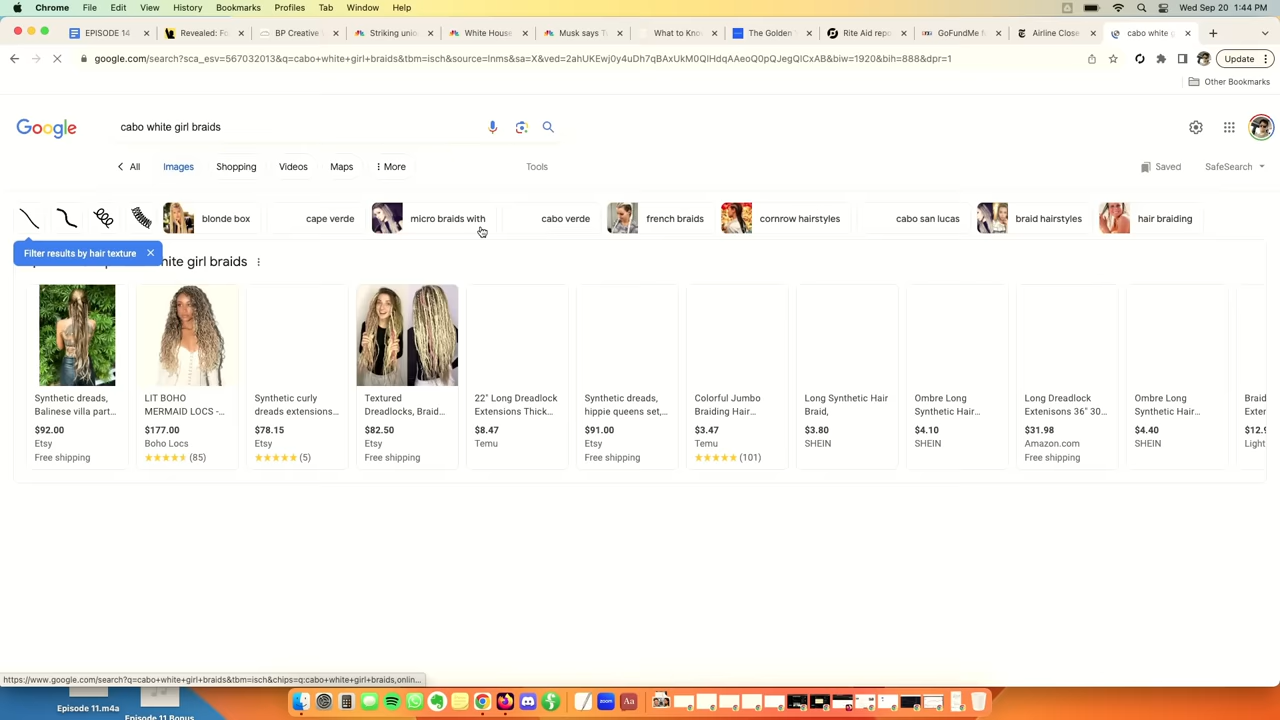 Chrome File Edit View History Bookmarks Profiles Tab Window Help Wed Sep 20 1:44 PM
EPISODE 14 Revealed: Fo BP Creative Striking unio White House Musk says T What to Kno The Golden Rite Aid repo GoFundMe f Airline Close cabo white g
google.com/search?sca_esv=567032013&q=cabo+white+girl+braids&tbm=isch&source=lnms&sa=X&ved=2ahUKEwj0y4uDh7qBAxUkM0QIHdqAAeoQ0pQJegQICxAB&biw=1920&bih=888&dpr=1 Update
Other Bookmarks
Google cabo white girl braids
All Images Shopping Videos Maps More Tools Saved SafeSearch
blonde box cape verde micro braids with cabo verde french braids cornrow hairstyles cabo san lucas braid hairstyles hair braiding
Filter results by hair texture
hite girl braids
Synthetic dreads, LIT BOHO Synthetic curly Textured 22" Long Dreadlock Synthetic dreads, Colorful Jumbo Long Synthetic Hair Ombre Long Long Dreadlock Ombre Long Braid
Balinese villa part... MERMAID LOCS -... dreads extensions... Dreadlocks, Braid... Extensions Thick... hippie queens set,... Braiding Hair... Braid, Synthetic Hair... Extenisons 36" 30... Synthetic Hair...
$92.00 $177.00 $78.15 $82.50 $8.47 $91.00 $3.47 $3.80 $4.10 $31.98 $4.40 $12.9
Etsy Boho Locs Etsy Etsy Temu Etsy Temu SHEIN SHEIN Amazon.com SHEIN Light
Free shipping (85) (5) Free shipping Free shipping (101) Free shipping
https://www.google.com/search?q=cabo+white+girl+braids&tbm=isch&chips=q:cabo+white+girl+braids,onlin...
zoom Aa
Episode 12.m4a
Episode 11 Bonus